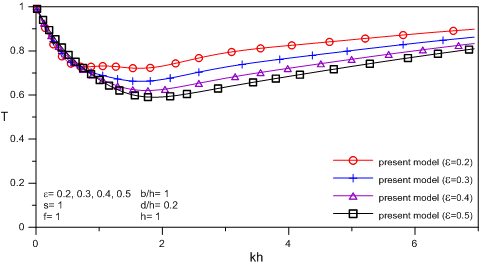 1
0.8
T
0.6
0.4
0.2
0
present model (ε=0.2)
present model (ε=0.3)
present model (ε=0.4)
present model (ε=0.5)
ε= 0.2, 0.3, 0.4, 0.5 b/h= 1
s= 1 d/h= 0.2
f= 1 h= 1
0 2 4 6
kh